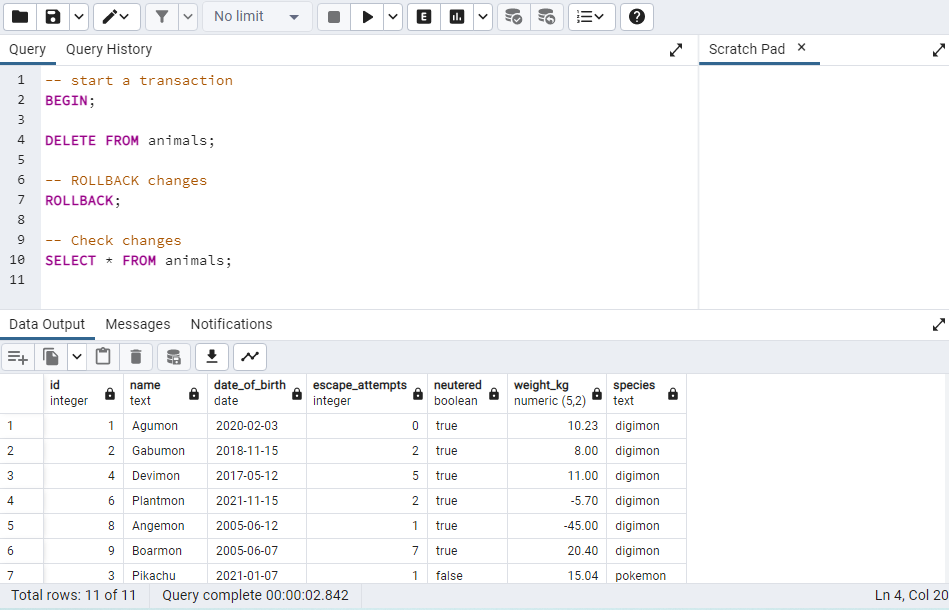 No limit
E
Query Query History
Scratch Pad
1 -- start a transaction
2 BEGIN;
3
4 DELETE FROM animals;
5
6 -- ROLLBACK changes
7 ROLLBACK;
8
9 -- Check changes
10 SELECT * FROM animals;
11
Data Output Messages Notifications
id name date_of_birth escape_attempts neutered weight_kg species
integer text date integer boolean numeric (5,2) text
1 1 Agumon 2020-02-03 0 true 10.23 digimon
2 2 Gabumon 2018-11-15 2 true 8.00 digimon
3 4 Devimon 2017-05-12 5 true 11.00 digimon
4 6 Plantmon 2021-11-15 2 true -5.70 digimon
5 8 Angemon 2005-06-12 1 true -45.00 digimon
6 9 Boarmon 2005-06-07 7 true 20.40 digimon
7 3 Pikachu 2021-01-07 1 false 15.04 pokemon
Total rows: 11 of 11 Query complete 00:00:02.842 Ln 4, Col 20